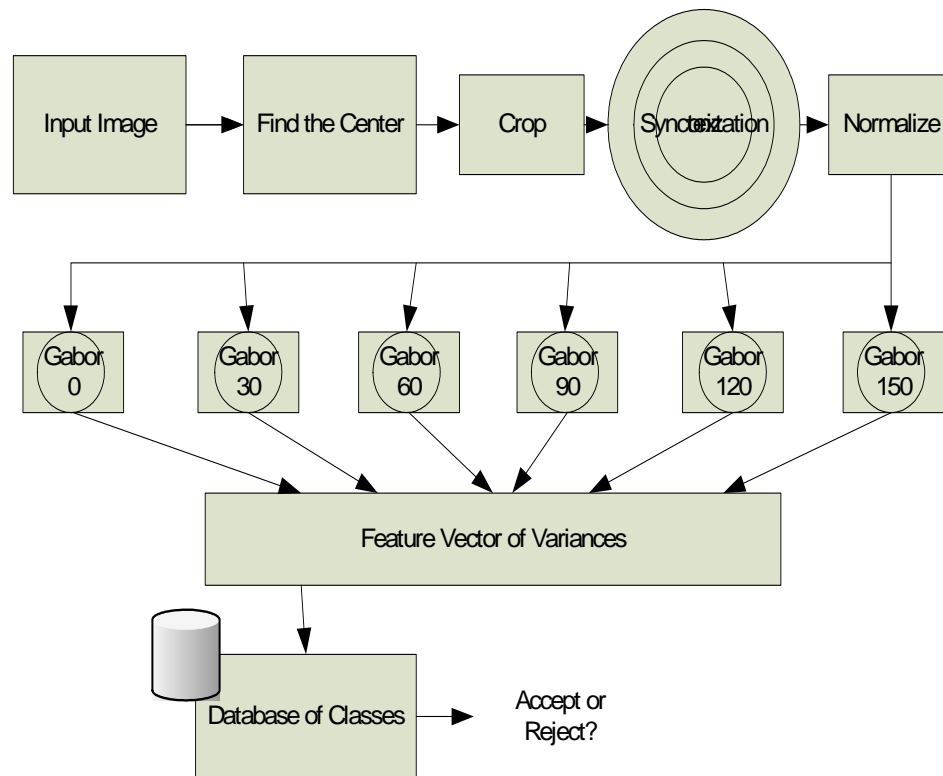 Input Image
Find the Center
Crop
Normalize
Gabor
0
Gabor
30
Gabor
60
Gabor
90
Gabor
120
Gabor
150
Feature Vector of Variances
Database of Classes
Accept or
Reject?